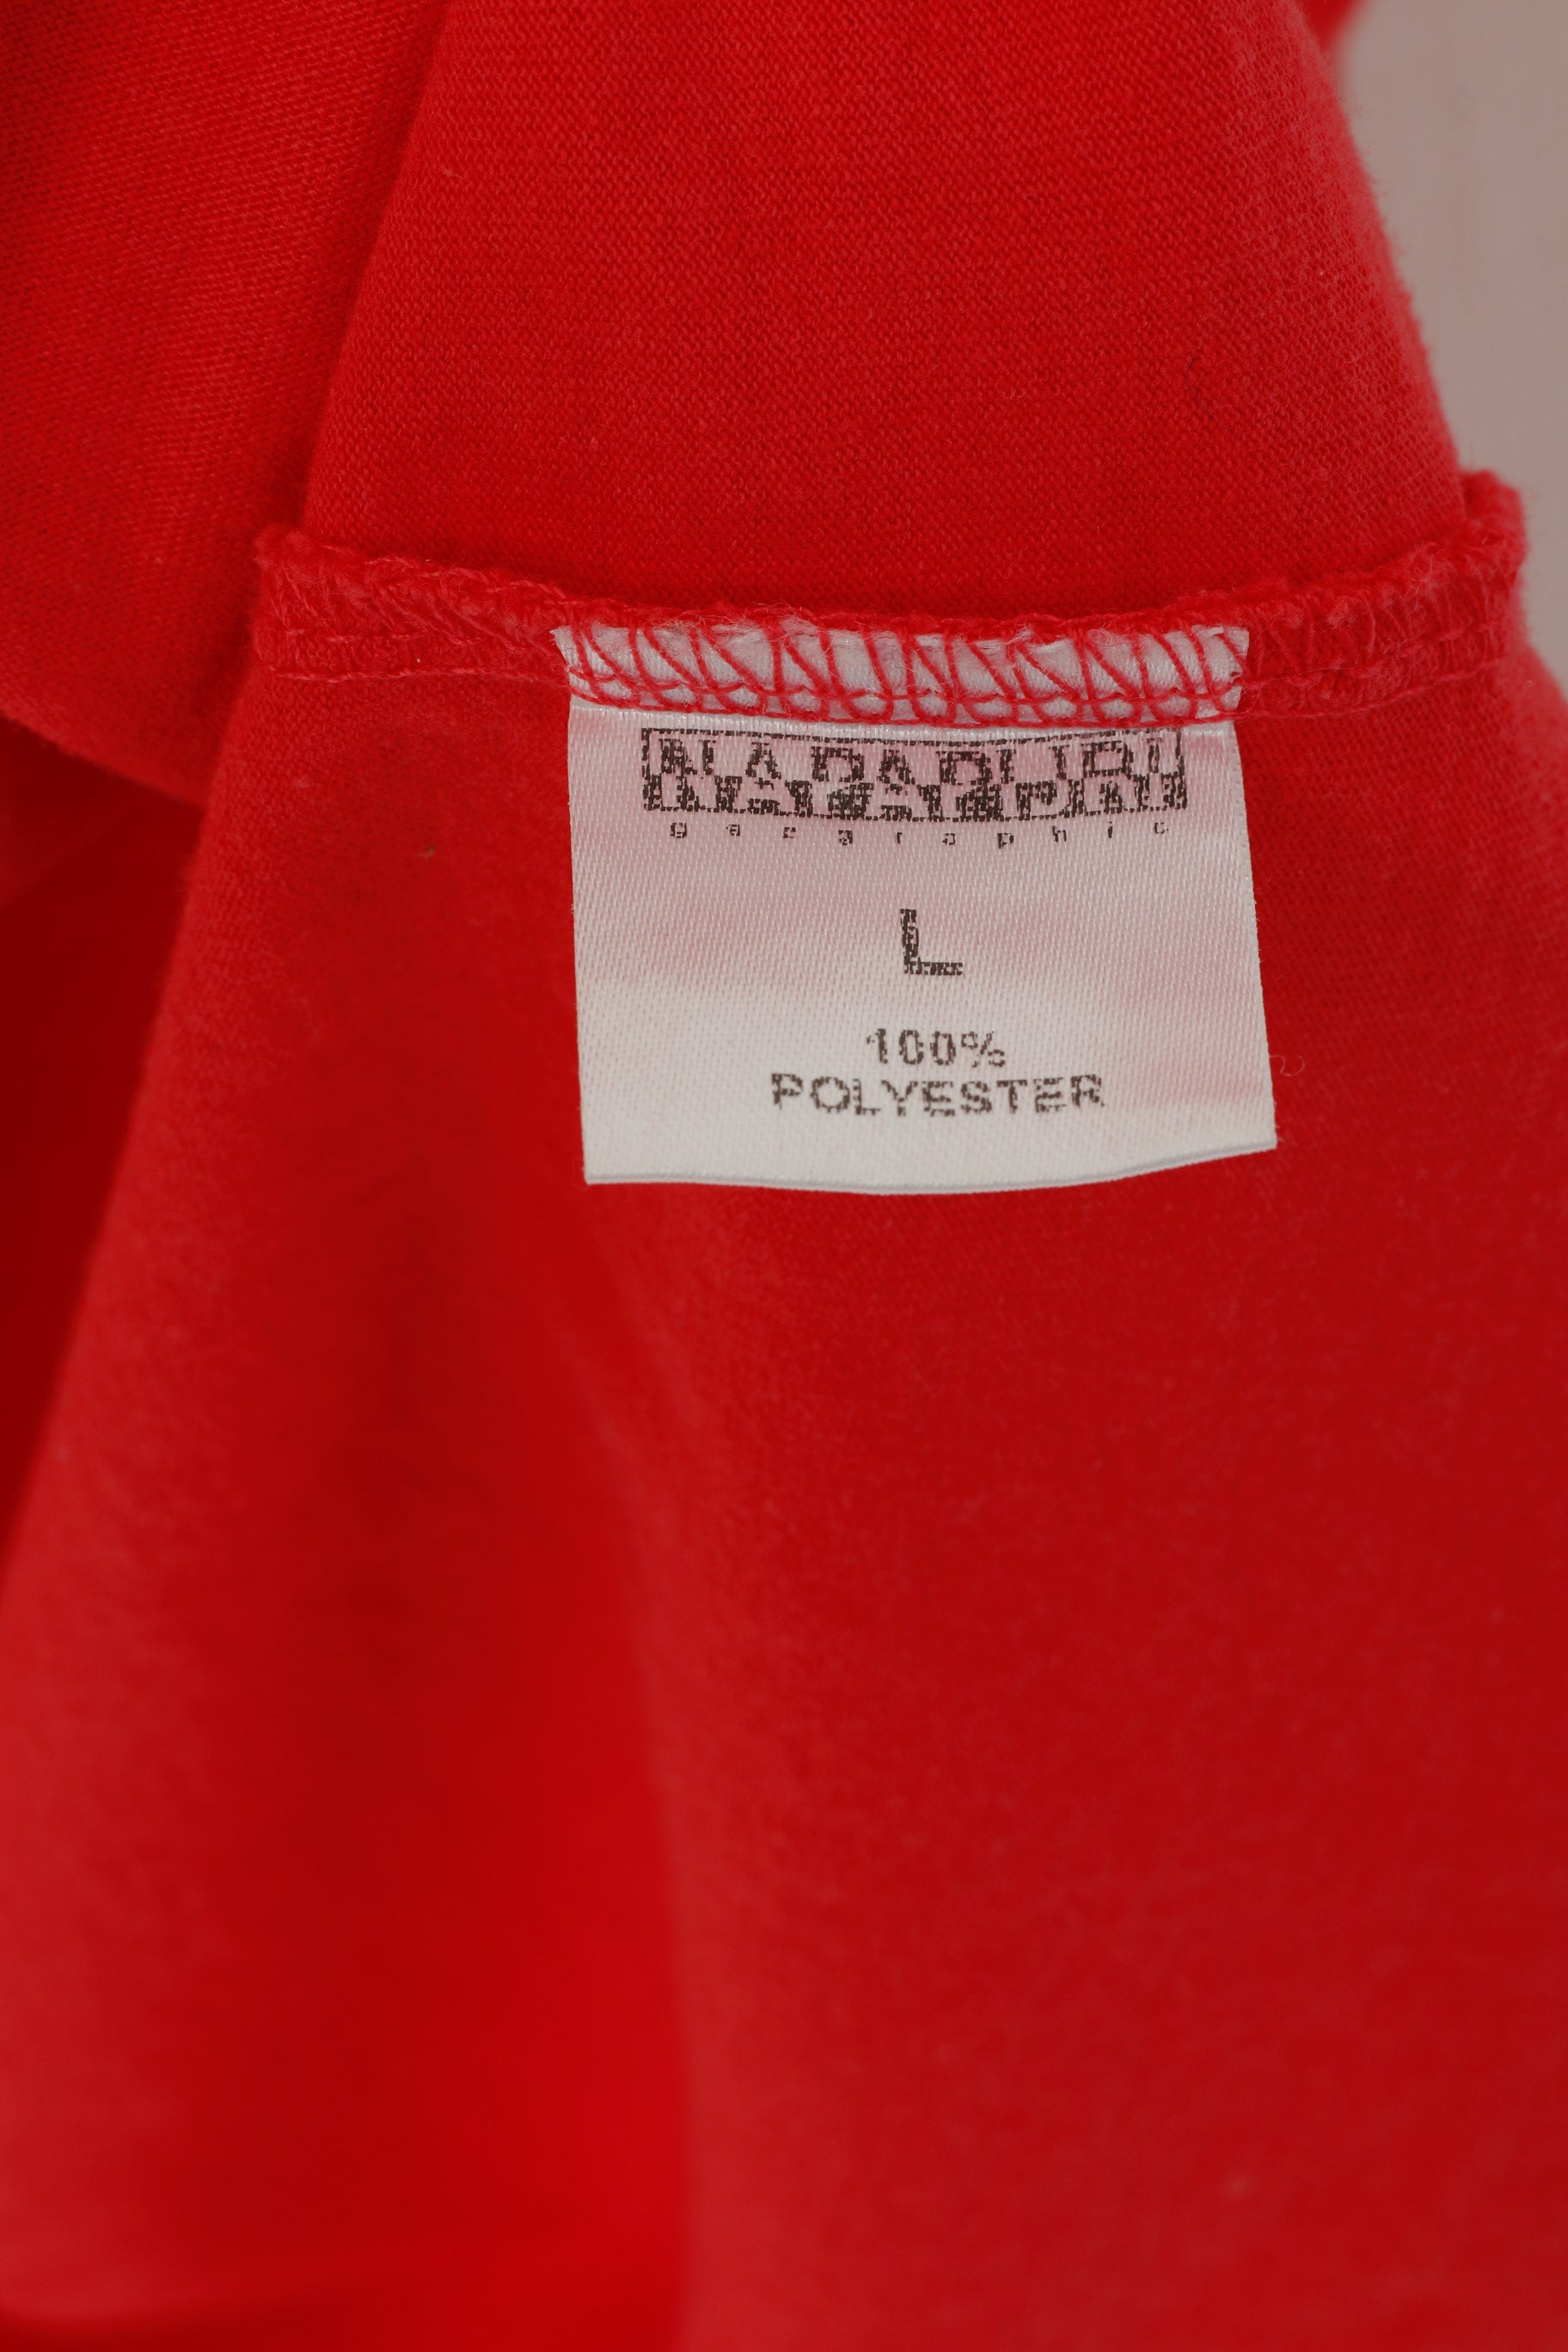 NAPAPIJRI
geographic
L
100%
POLYESTER